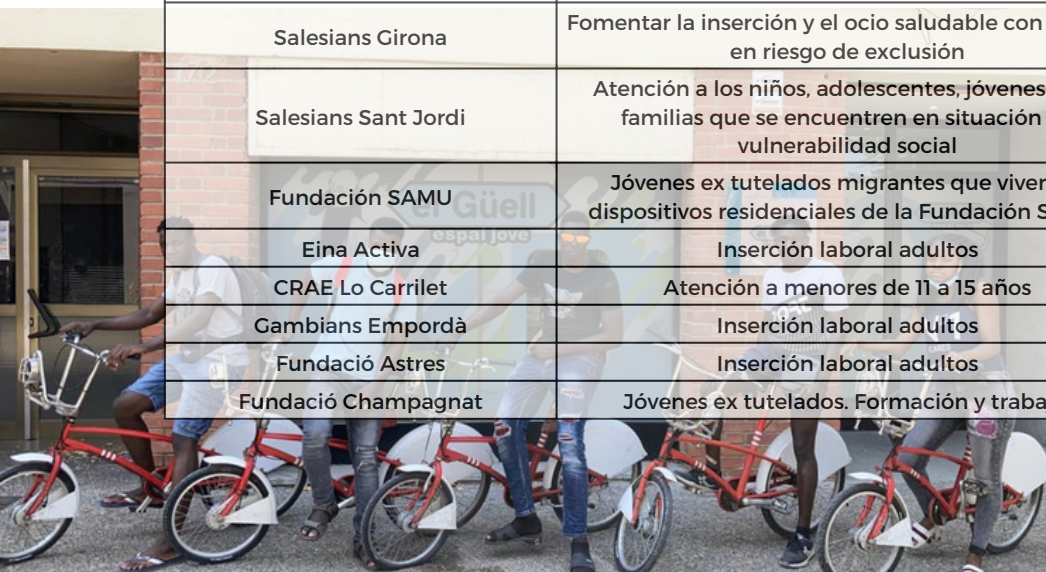 Salesians Girona
Fomentar la inserción y el ocio saludable con
en riesgo de exclusión
172
Salesians Sant Jordi
Atención a los niños, adolescentes, jóvenes
familias que se encuentren en situación
vulnerabilidad social
Fundación SAMU
Jóvenes ex tutelados migrantes que viven
dispositivos residenciales de la Fundación S
el Güell
espai jove
Eina Activa
Inserción laboral adultos
CRAE Lo Carrilet
Atención a menores de 11 a 15 años
Gambians Empordà
Inserción laboral adultos
Fundació Astres
Inserción laboral adultos
Fundació Champagnat
Jóvenes ex tutelados. Formación y traba